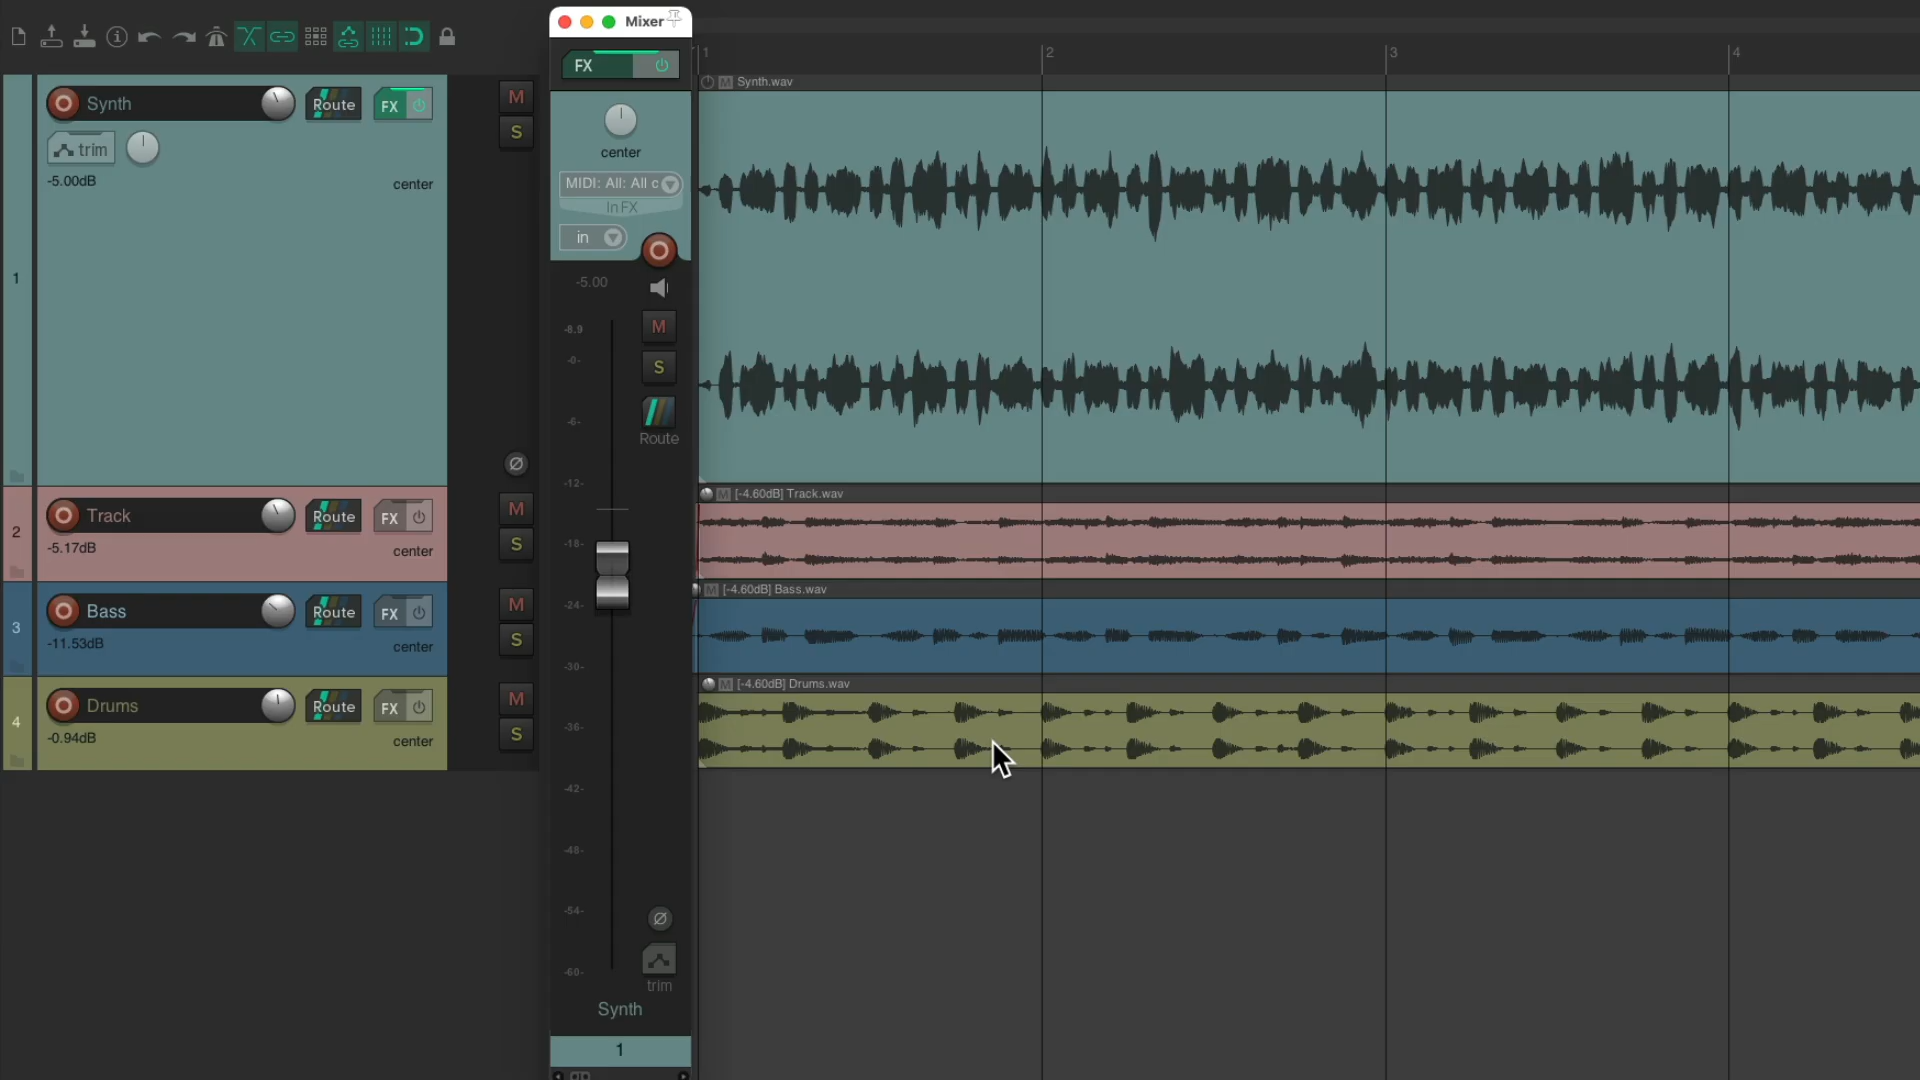 Mixer
FX
center
MIDI: All: All c
In FX
in
-5.00
-8.9
-0-
-6-
-12-
-18-
-24-
-30-
-36-
-42-
-48-
-54-
-60-
M
S
Route
trim
Synth
1
1
Synth
Route
FX
trim
-5.00dB
center
M
S
2
Track
Route
FX
-5.17dB
center
M
S
3
Bass
Route
FX
-11.53dB
center
M
S
4
Drums
Route
FX
-0.94dB
center
M
S
1
2
3
4
M Synth.wav
M [-4.60dB] Track.wav
M [-4.60dB] Bass.wav
M [-4.60dB] Drums.wav